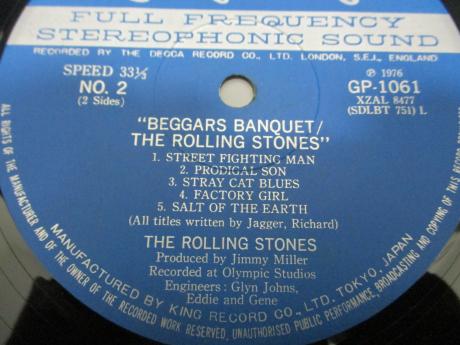 FULL FREQUENCY
STEREOPHONIC SOUND
RECORDED BY THE DECCA RECORD CO., LTD. LONDON, S.E.I., ENGLAND
SPEED 33⅓
NO. 2
(2 Sides)
℗ 1976
GP-1061
XZAL 8477
(SDLBT 751) L
"BEGGARS BANQUET/
THE ROLLING STONES"
1. STREET FIGHTING MAN
2. PRODIGAL SON
3. STRAY CAT BLUES
4. FACTORY GIRL
5. SALT OF THE EARTH
(All titles written by Jagger, Richard)
THE ROLLING STONES
Produced by Jimmy Miller
Recorded at Olympic Studios
Engineers: Glyn Johns,
Eddie and Gene
MANUFACTURED BY KING RECORD CO., LTD. TOKYO, JAPAN
ALL RIGHTS OF THE MANUFACTURER AND OF THE OWNER OF THE RECORDED WORK RESERVED, UNAUTHORISED PUBLIC PERFORMANCE, BROADCASTING AND COPYING OF THIS